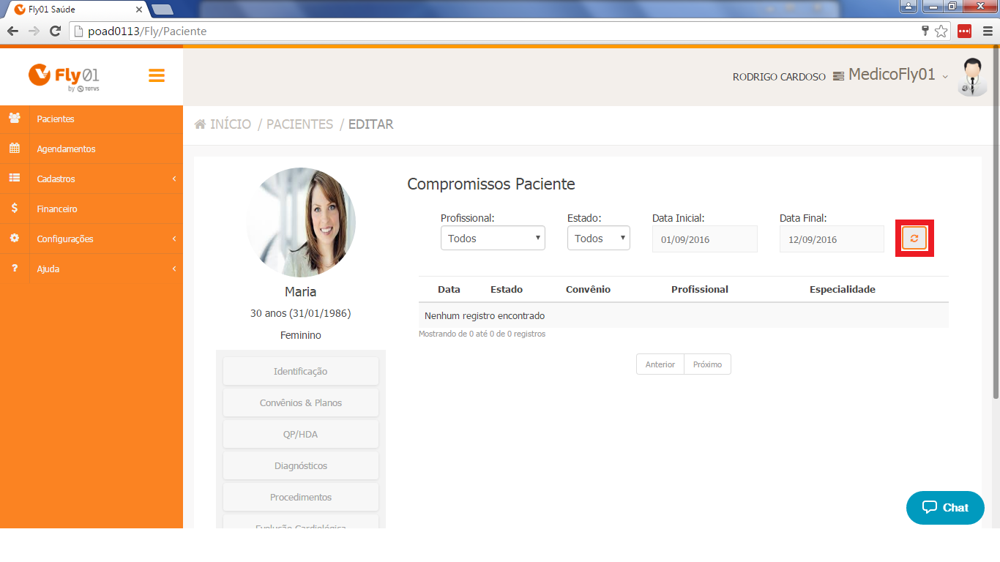 Fly01 Saúde
poad0113/Fly/Paciente
Fly01
by TOTVS
RODRIGO CARDOSO MedicoFly01
Pacientes
Agendamentos
Cadastros
Financeiro
Configurações
Ajuda
INÍCIO / PACIENTES / EDITAR
Maria
30 anos (31/01/1986)
Feminino
Identificação
Convênios & Planos
QP/HDA
Diagnósticos
Procedimentos
Evolução Cardiológica
Compromissos Paciente
Profissional: Estado: Data Inicial: Data Final:
Todos Todos 01/09/2016 12/09/2016
Data Estado Convênio Profissional Especialidade
Nenhum registro encontrado
Mostrando de 0 até 0 de 0 registros
Anterior Próximo
Chat